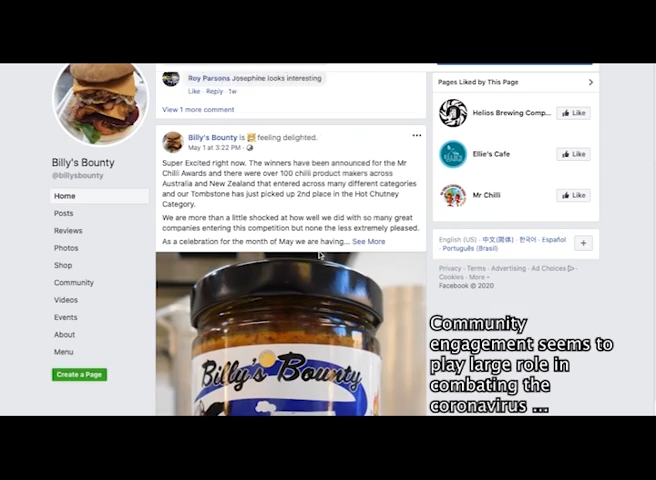 Roy Parsons Josephine looks interesting
Like · Reply · 1w
View 1 more comment
Pages Liked by This Page
Helios Brewing Comp...
Like
Ellie's Cafe
Like
Mr Chilli
Like
Billy's Bounty
@billysbounty
Home
Posts
Reviews
Photos
Shop
Community
Videos
Events
About
Menu
Create a Page
Billy's Bounty is feeling delighted.
May 1 at 3:22 PM ·
Super Excited right now. The winners have been announced for the Mr
Chilli Awards and there were over 100 chilli product makers across
Australia and New Zealand that entered across many different categories
and our Tombstone has just picked up 2nd place in the Hot Chutney
Category.
We are more than a little shocked at how well we did with so many great
companies entering this competition but none the less extremely pleased.
As a celebration for the month of May we are having... See More
Billy's Bounty
English (US) · 中文(简体) · 한국어 · Español ·
Português (Brasil)
Privacy · Terms · Advertising · Ad Choices ·
Cookies · More
Facebook © 2020
Community
engagement seems to
play large role in
combating the
coronavirus ...